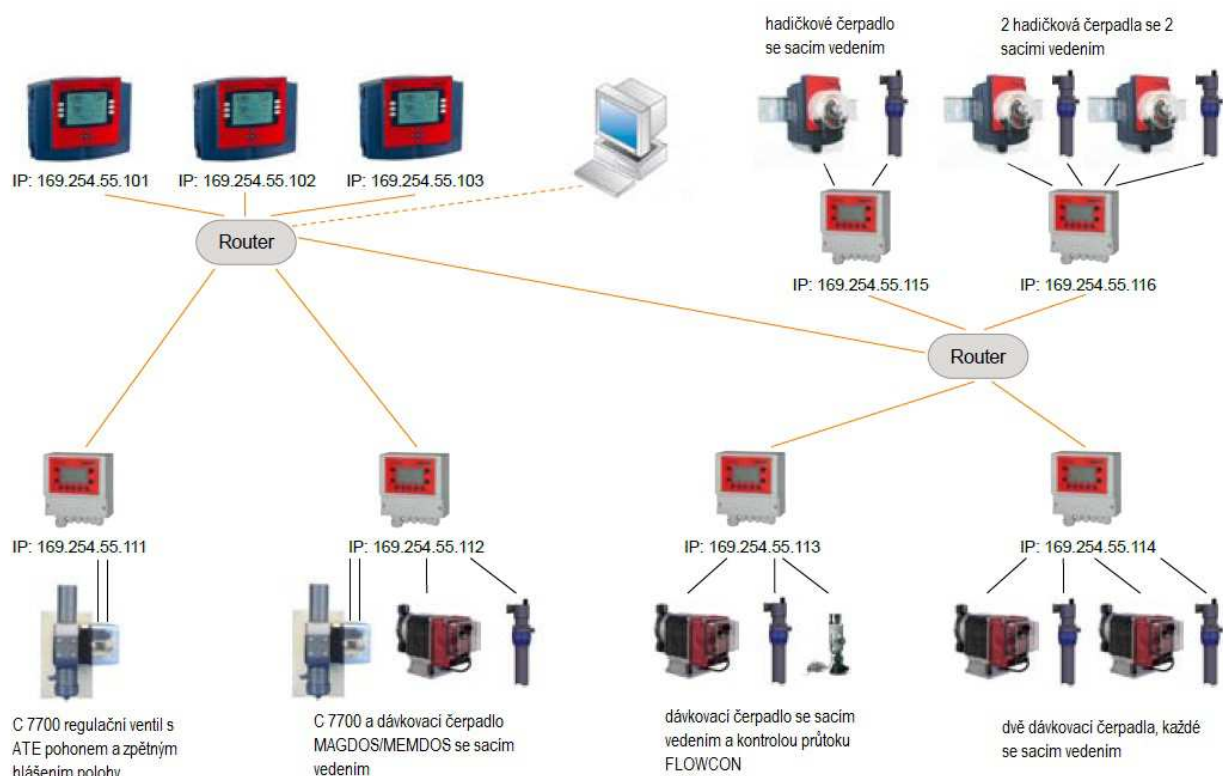 hadičkové čerpadlo
se sacím vedením
2 hadičková čerpadla se 2
sacími vedením
IP: 169.254.55.101
IP: 169.254.55.102
IP: 169.254.55.103
Router
IP: 169.254.55.115
IP: 169.254.55.116
Router
IP: 169.254.55.111
IP: 169.254.55.112
IP: 169.254.55.113
IP: 169.254.55.114
C 7700 regulační ventil s
ATE pohonem a zpětným
hlášením polohy
C 7700 a dávkovací čerpadlo
MAGDOS/MEMDOS se sacím
vedením
dávkovací čerpadlo se sacím
vedením a kontrolou průtoku
FLOWCON
dvě dávkovací čerpadla, každé
se sacím vedením